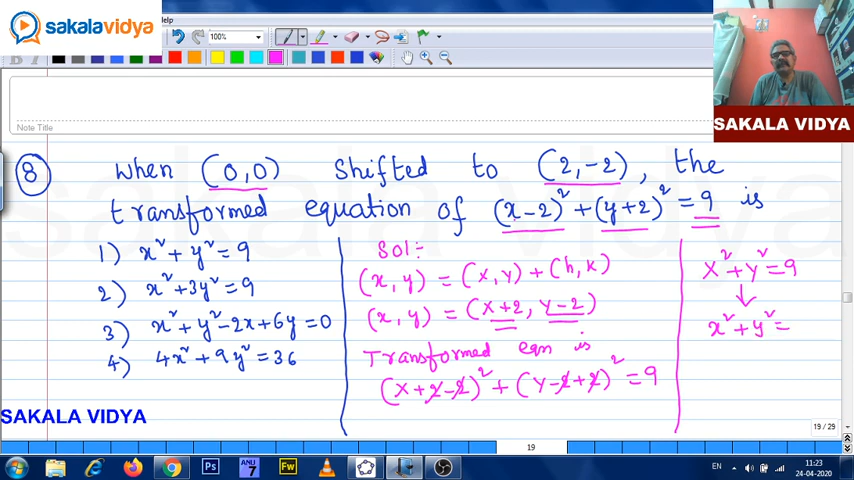 sakalavidya
Help
100%
SAKALA VIDYA
Note Title
8 When (0,0) Shifted to (2,-2), the
transformed equation of (x-2)² + (y+2)² = 9 is
1) x² + y² = 9
2) x² + 3y² = 9
3) x² + y² - 2x + 6y = 0
4) 4x² + 9y² = 36
Sol:
(x,y) = (X,Y) + (h,k)
(x,y) = (X+2, Y-2)
Transformed eqn is
(X+2-2)² + (Y-2+2)² = 9
X² + Y² = 9
↓
x² + y² =
SAKALA VIDYA
19 / 29
19
EN
11:23
24-04-2020